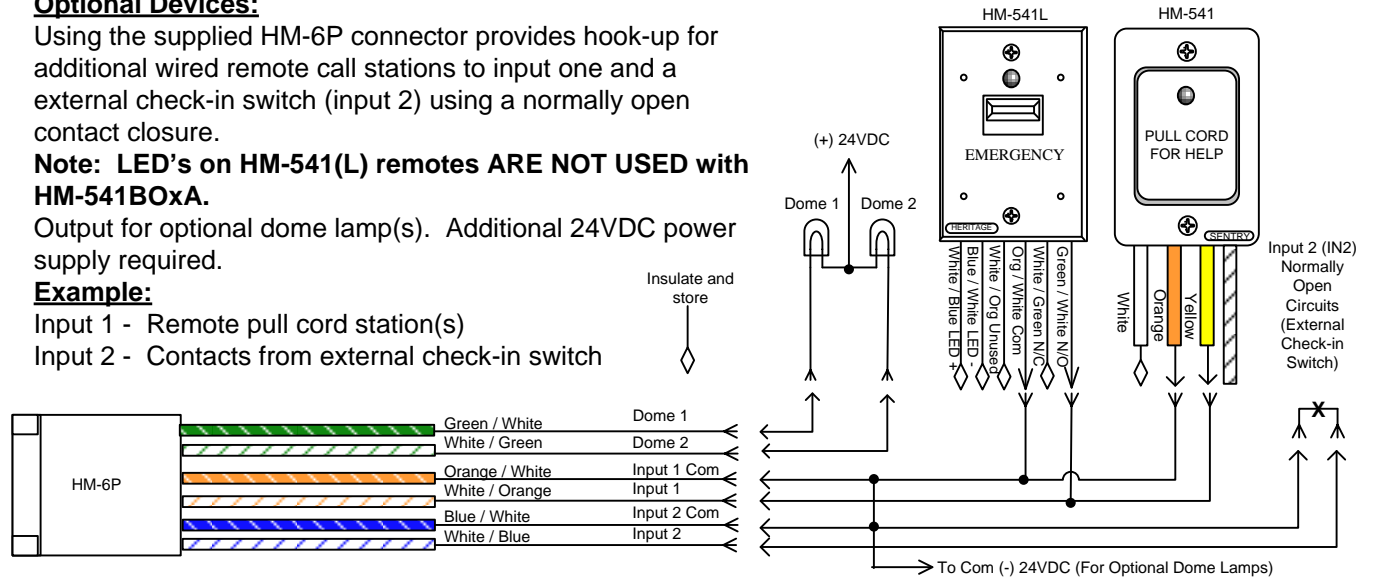 Optional Devices:
Using the supplied HM-6P connector provides hook-up for
additional wired remote call stations to input one and a
external check-in switch (input 2) using a normally open
contact closure.
Note: LED's on HM-541(L) remotes ARE NOT USED with
HM-541BOxA.
Output for optional dome lamp(s). Additional 24VDC power
supply required.
Example:
Input 1 - Remote pull cord station(s)
Input 2 - Contacts from external check-in switch
Insulate and
store
(+) 24VDC
Dome 1
Dome 2
HM-541L
EMERGENCY
HERITAGE
White / Blue LED +
Blue / White LED -
White / Org Unused
Org / White Com
White / Green N/C
Green / White N/O
HM-541
PULL CORD
FOR HELP
SENTRY
White
Orange
Yellow
Input 2 (IN2)
Normally
Open
Circuits
(External
Check-in
Switch)
X
HM-6P
Green / White Dome 1
White / Green Dome 2
Orange / White Input 1 Com
White / Orange Input 1
Blue / White Input 2 Com
White / Blue Input 2
To Com (-) 24VDC (For Optional Dome Lamps)